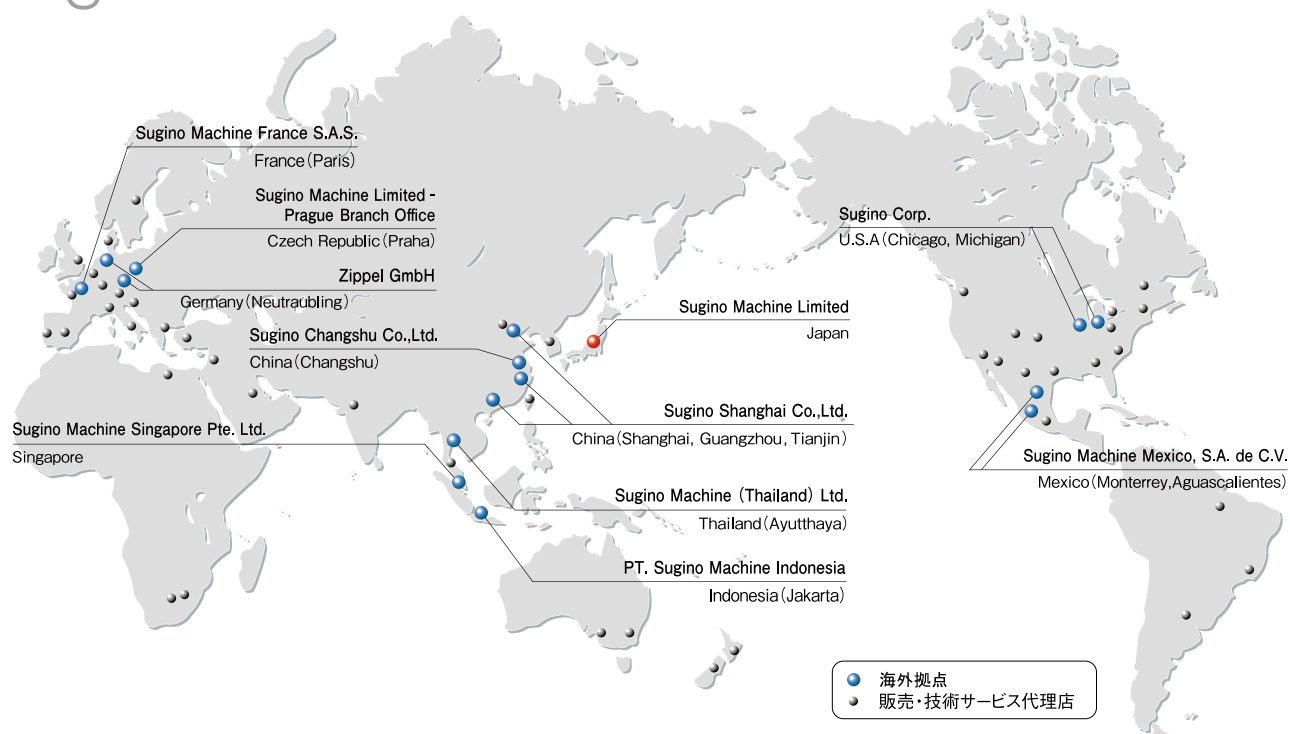 Sugino Machine France S.A.S.
France(Paris)
Sugino Machine Limited -
Prague Branch Office
Czech Republic(Praha)
Zippel GmbH
Germany(Neutraubling)
Sugino Changshu Co.,Ltd.
China(Changshu)
Sugino Machine Singapore Pte. Ltd.
Singapore
Sugino Machine Limited
Japan
Sugino Shanghai Co.,Ltd.
China(Shanghai, Guangzhou, Tianjin)
Sugino Machine (Thailand) Ltd.
Thailand(Ayutthaya)
PT. Sugino Machine Indonesia
Indonesia(Jakarta)
Sugino Corp.
U.S.A(Chicago, Michigan)
Sugino Machine Mexico, S.A. de C.V.
Mexico(Monterrey,Aguascalientes)
海外拠点
販売・技術サービス代理店